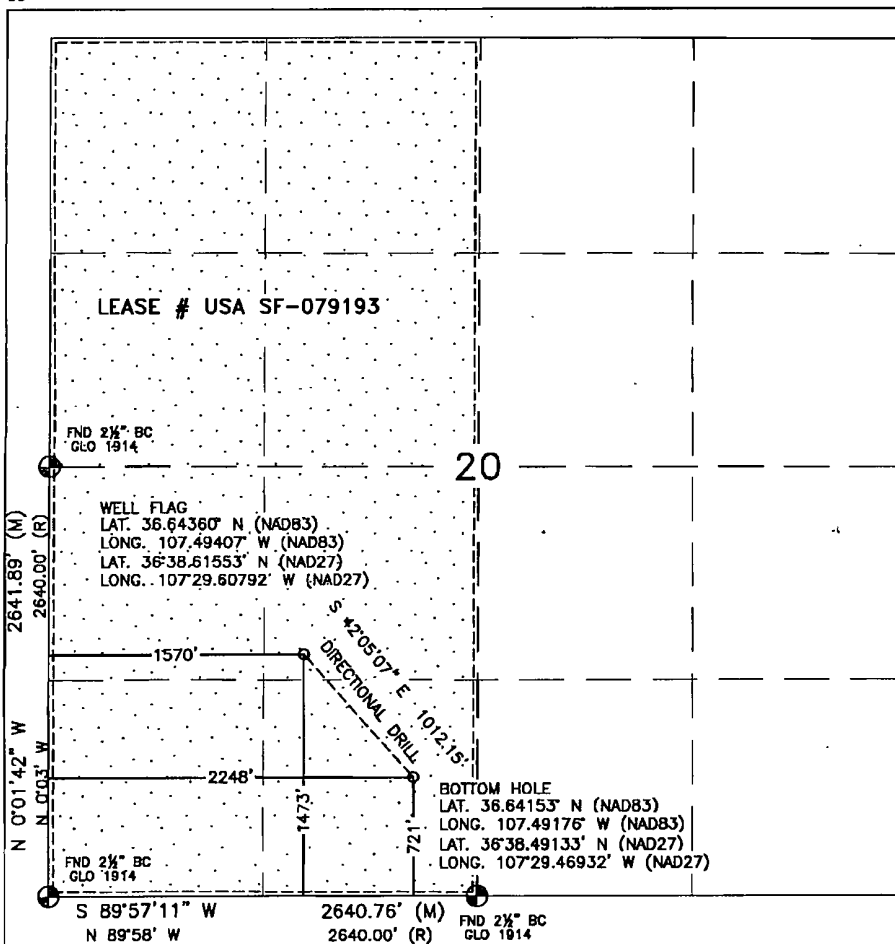 LEASE # USA SF-079193
FND 2½" BC
GLO 1914
20
2641.89' (M)
2640.00' (R)
WELL FLAG
LAT. 36.64360° N (NAD83)
LONG. 107.49407° W (NAD83)
LAT. 36°38.61553' N (NAD27)
LONG. 107°29.60792' W (NAD27)
S 42°05'07" E 1012.15'
DIRECTIONAL DRILL
1570'
2248'
1473'
721'
BOTTOM HOLE
LAT. 36.64153° N (NAD83)
LONG. 107.49176° W (NAD83)
LAT. 36°38.49133' N (NAD27)
LONG. 107°29.46932' W (NAD27)
N 0°01'42" W
N 0°03' W
FND 2½" BC
GLO 1914
S 89°57'11" W 2640.76' (M)
N 89°58' W 2640.00' (R)
FND 2½" BC
GLO 1914